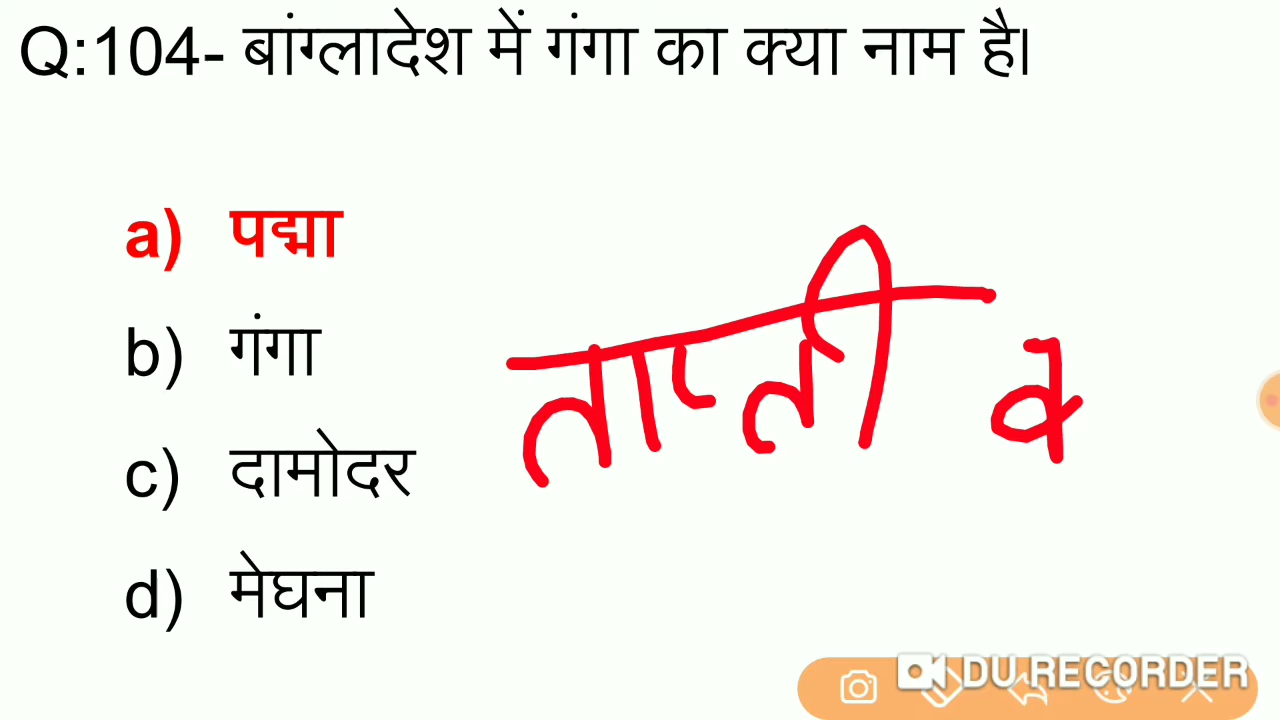 Q:104- बांग्लादेश में गंगा का क्या नाम है।
a) पद्मा
b) गंगा
c) दामोदर
d) मेघना
ताप्ती व
DU RECORDER